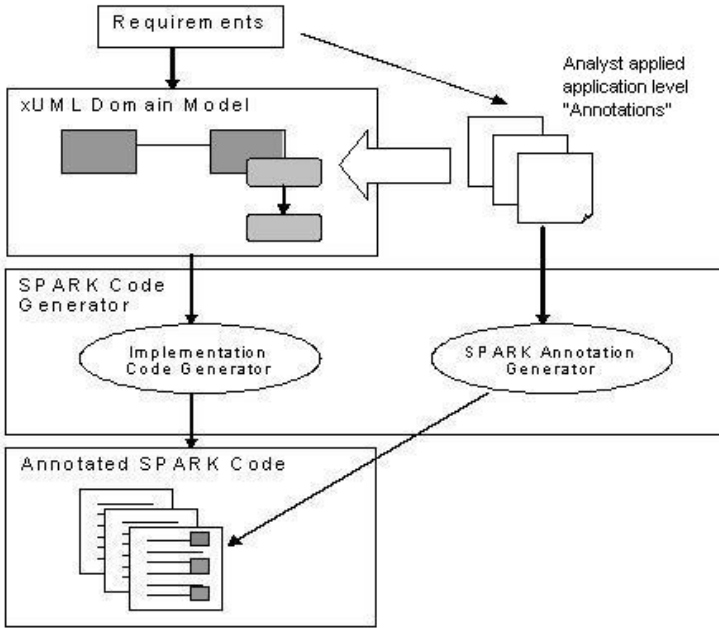 Requirements
Analyst applied
application level
"Annotations"
xUML Domain Model
SPARK Code
Generator
Implementation
Code Generator
SPARK Annotation
Generator
Annotated SPARK Code